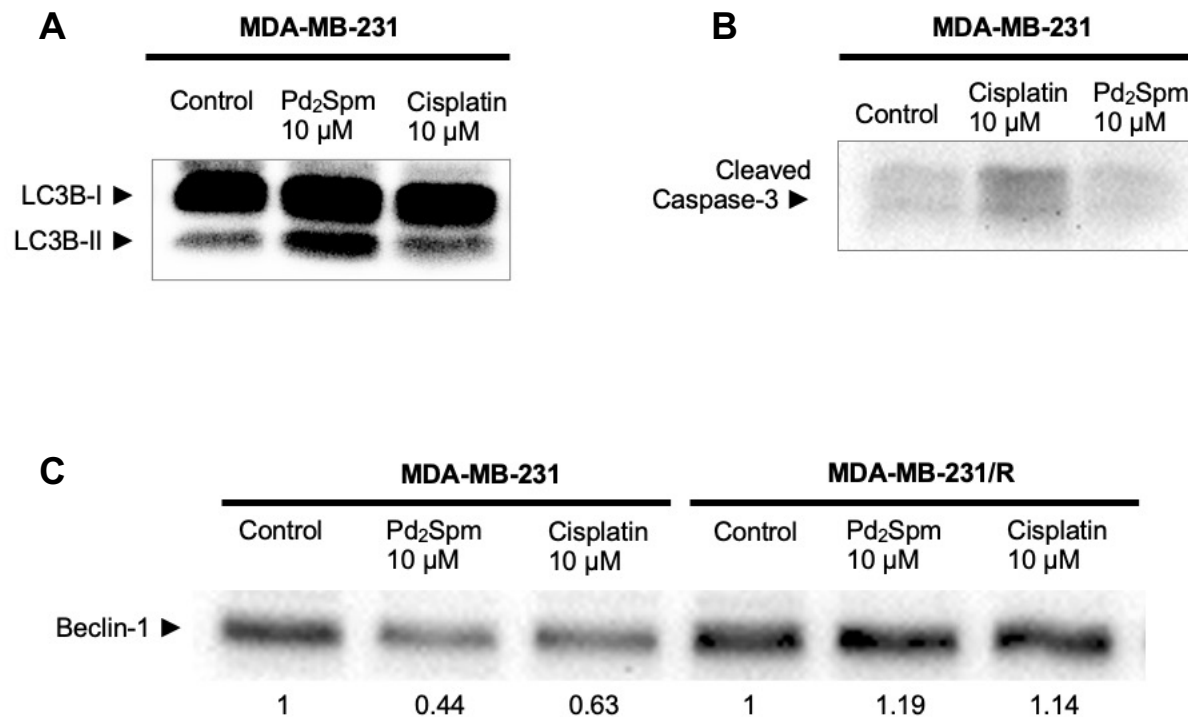 A
MDA-MB-231
Control
Pd₂Spm
10 µM
Cisplatin
10 µM
LC3B-I ►
LC3B-II ►
B
MDA-MB-231
Control
Cisplatin
10 µM
Pd₂Spm
10 µM
Cleaved
Caspase-3 ►
C
MDA-MB-231
MDA-MB-231/R
Control
Pd₂Spm
10 µM
Cisplatin
10 µM
Control
Pd₂Spm
10 µM
Cisplatin
10 µM
Beclin-1 ►
1 0.44 0.63 1 1.19 1.14